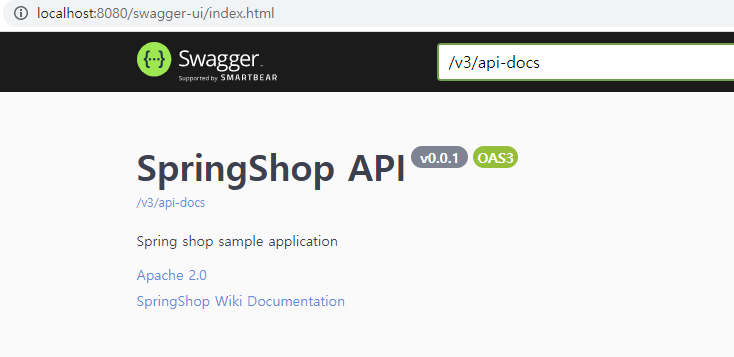 localhost:8080/swagger-ui/index.html
Swagger.
Supported by SMARTBEAR
/v3/api-docs
SpringShop API v0.0.1 OAS3
/v3/api-docs
Spring shop sample application
Apache 2.0
SpringShop Wiki Documentation